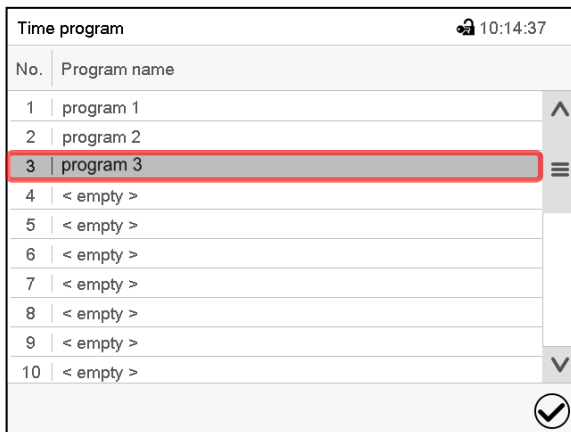 Time program 10:14:37
No. Program name
1 program 1
2 program 2
3 program 3
4 < empty >
5 < empty >
6 < empty >
7 < empty >
8 < empty >
9 < empty >
10 < empty >